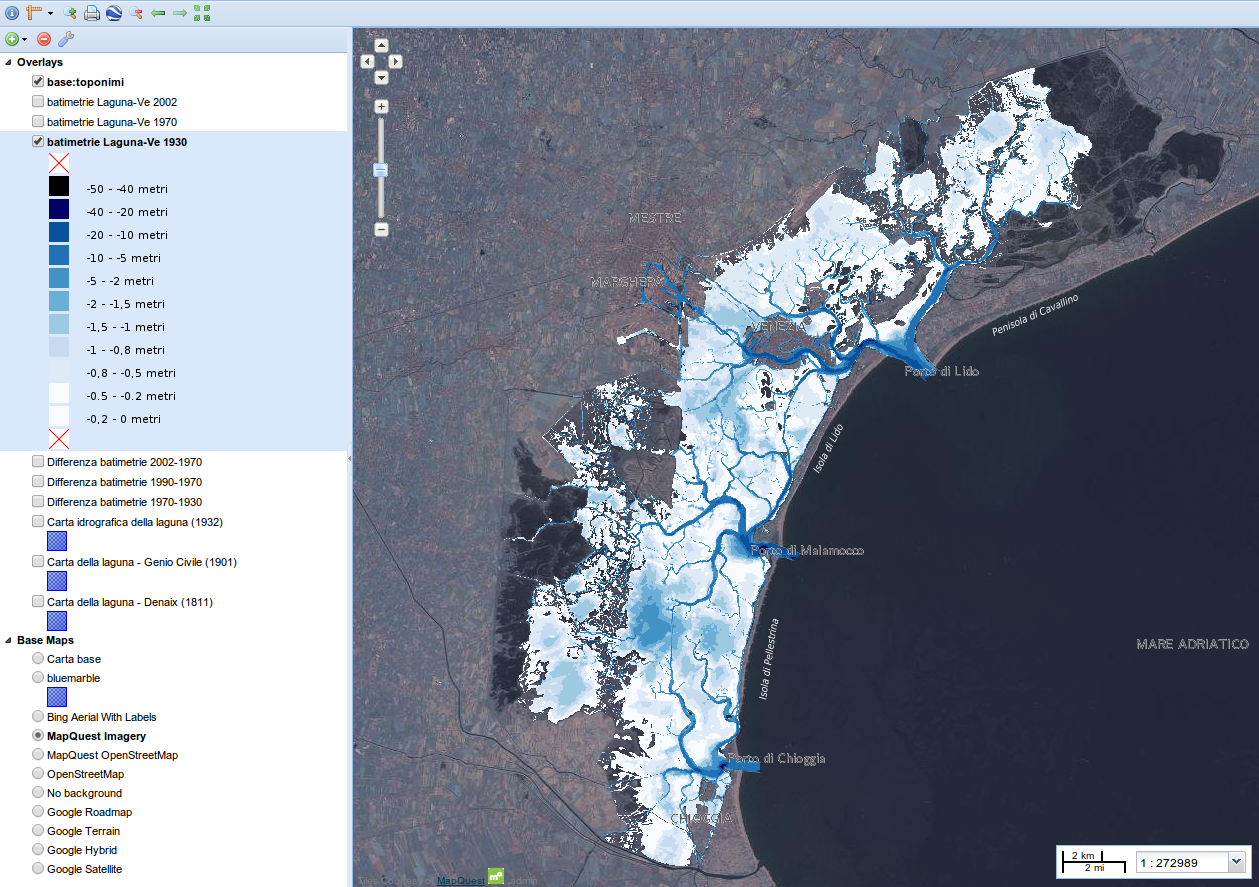 Overlays
base:toponimi
batimetrie Laguna-Ve 2002
batimetrie Laguna-Ve 1970
batimetrie Laguna-Ve 1930
-50 - -40 metri
-40 - -20 metri
-20 - -10 metri
-10 - -5 metri
-5 - -2 metri
-2 - -1,5 metri
-1,5 - -1 metri
-1 - -0,8 metri
-0,8 - -0,5 metri
-0.5 - -0.2 metri
-0,2 - 0 metri
Differenza batimetrie 2002-1970
Differenza batimetrie 1990-1970
Differenza batimetrie 1970-1930
Carta idrografica della laguna (1932)
Carta della laguna - Genio Civile (1901)
Carta della laguna - Denaix (1811)
Base Maps
Carta base
bluemarble
Bing Aerial With Labels
MapQuest Imagery
MapQuest OpenStreetMap
OpenStreetMap
No background
Google Roadmap
Google Terrain
Google Hybrid
Google Satellite
MESTRE
MARGHERA
VENEZIA
Penisola di Cavallino
Porto di Lido
Isola di Lido
Porto di Malamocco
Isola di Pellestrina
MARE ADRIATICO
Porto di Chioggia
CHIOGGIA
Tiles Courtesy of MapQuest mq admin
2 km
2 mi
1 : 272989